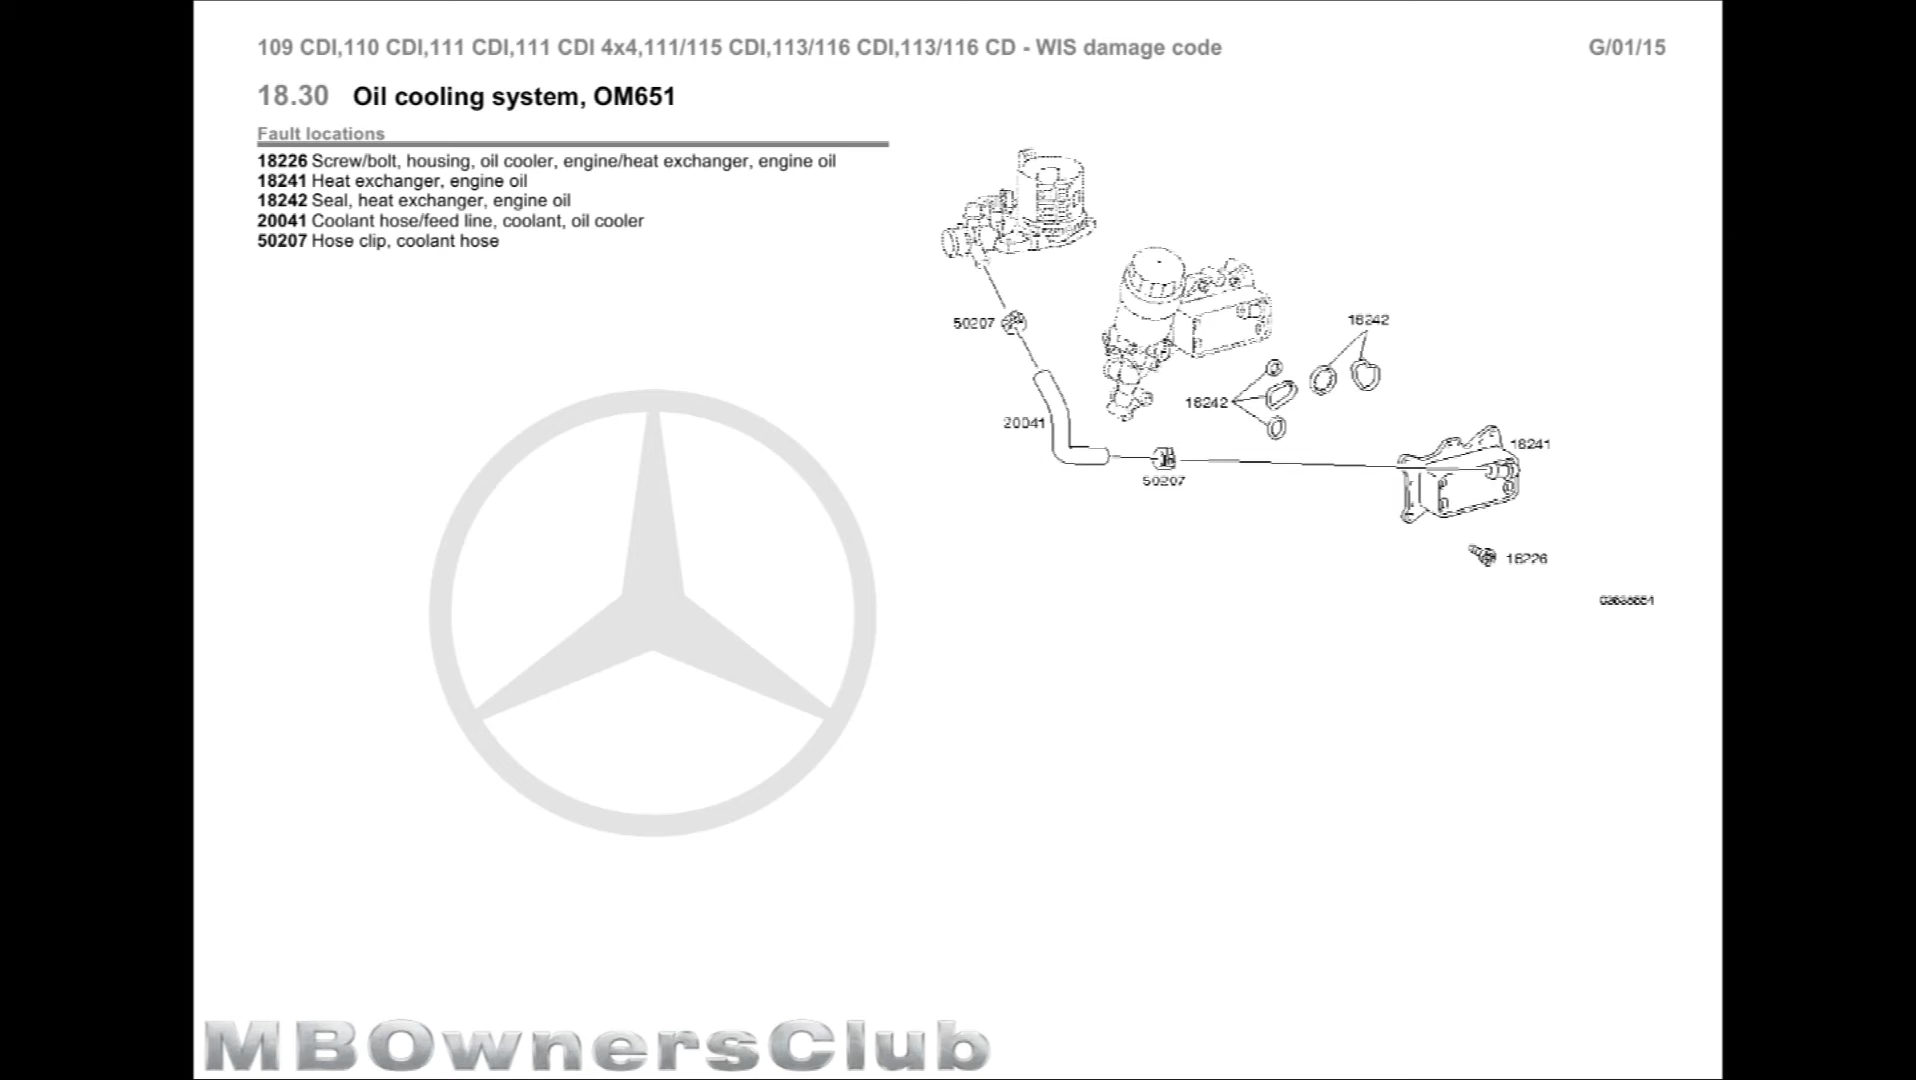 109 CDI,110 CDI,111 CDI,111 CDI 4x4,111/115 CDI,113/116 CDI,113/116 CD - WIS damage code G/01/15
18.30 Oil cooling system, OM651
Fault locations
18226 Screw/bolt, housing, oil cooler, engine/heat exchanger, engine oil
18241 Heat exchanger, engine oil
18242 Seal, heat exchanger, engine oil
20041 Coolant hose/feed line, coolant, oil cooler
50207 Hose clip, coolant hose
50207
18242
18242
20041
18241
50207
18226
MBOwnersClub